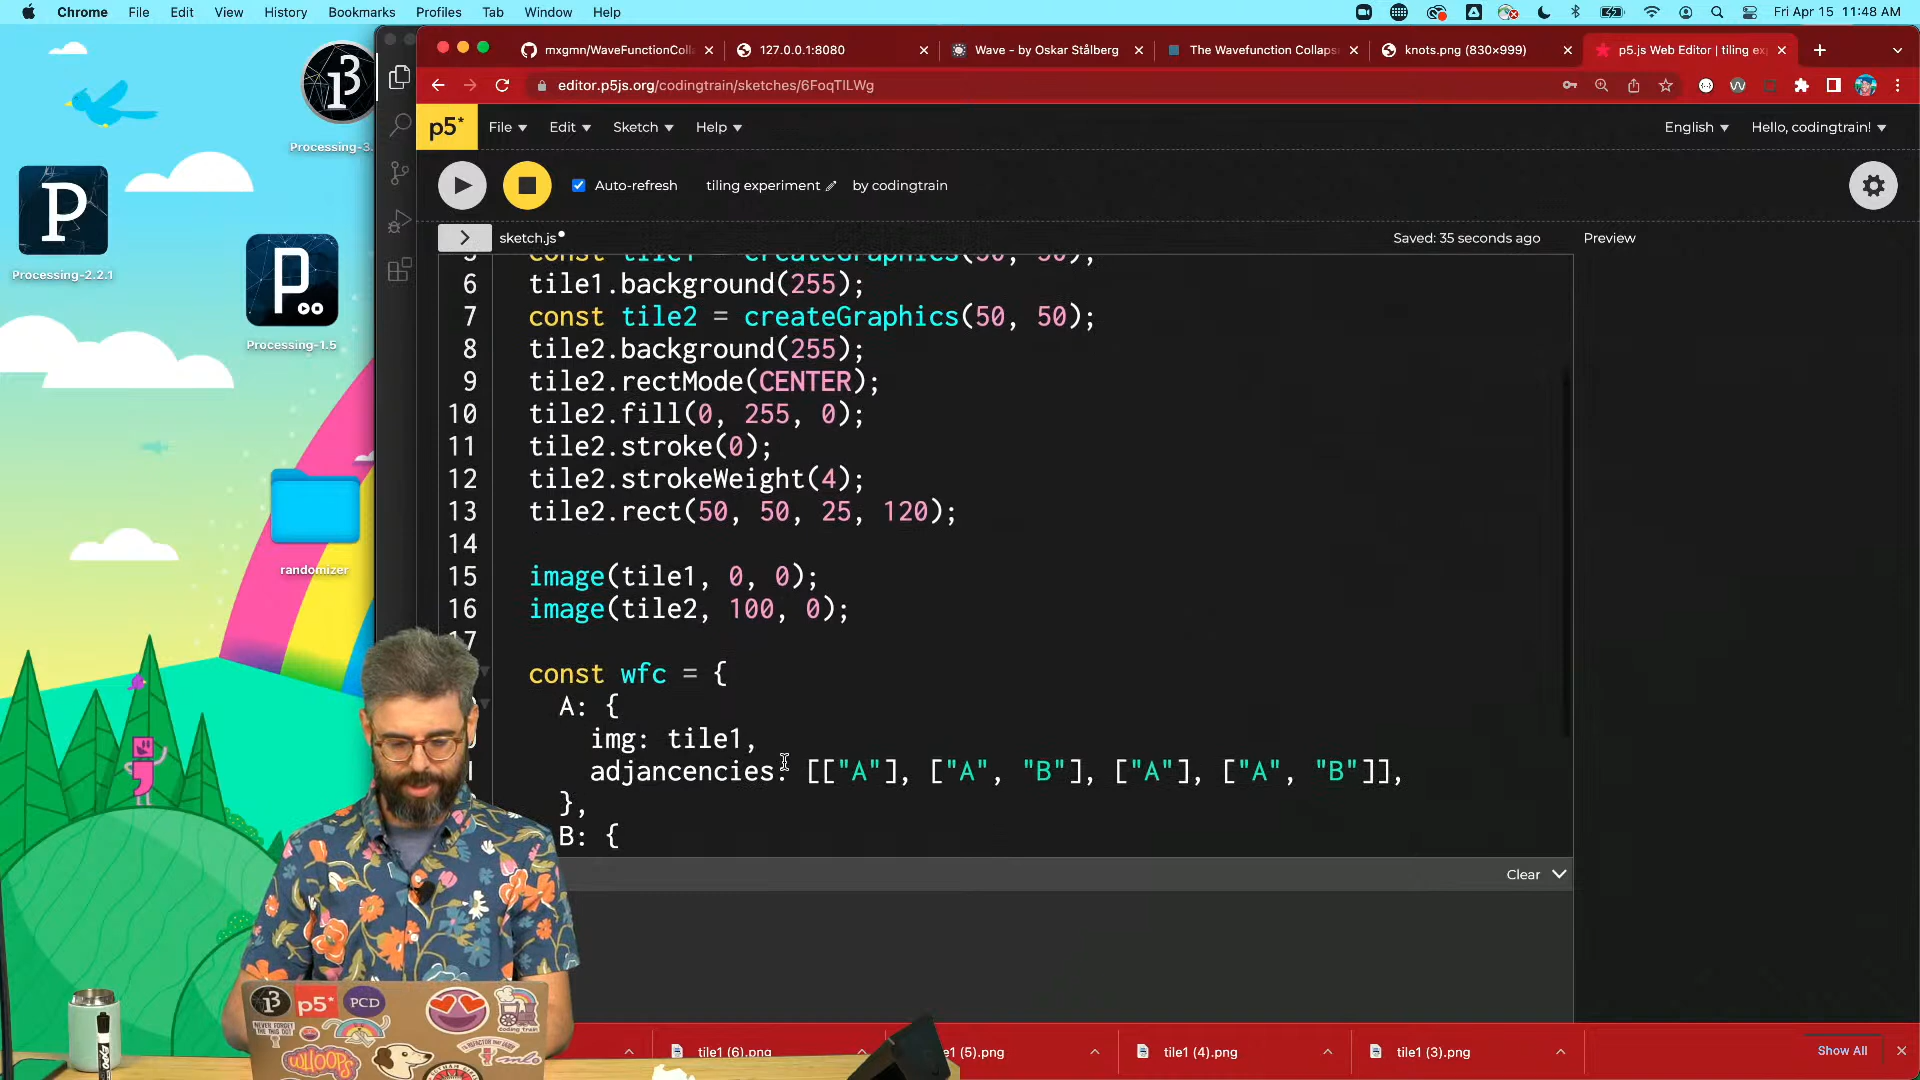 Chrome File Edit View History Bookmarks Profiles Tab Window Help Fri Apr 15 11:48 AM
mxgmn/WaveFunctionColl 127.0.0.1:8080 Wave - by Oskar Stålberg The Wavefunction Collaps knots.png (830×999) p5.js Web Editor | tiling ex
editor.p5js.org/codingtrain/sketches/6FoqTlLWg
p5* File Edit Sketch Help English Hello, codingtrain!
Auto-refresh tiling experiment by codingtrain
sketch.js Saved: 35 seconds ago Preview
5 const tile1 = createGraphics(50, 50);
6 tile1.background(255);
7 const tile2 = createGraphics(50, 50);
8 tile2.background(255);
9 tile2.rectMode(CENTER);
10 tile2.fill(0, 255, 0);
11 tile2.stroke(0);
12 tile2.strokeWeight(4);
13 tile2.rect(50, 50, 25, 120);
14
15 image(tile1, 0, 0);
16 image(tile2, 100, 0);
17
const wfc = {
A: {
img: tile1,
adjancencies: [["A"], ["A", "B"], ["A"], ["A", "B"]],
},
B: {
Clear
Processing-3.
P
Processing-2.2.1
Processing-1.5
randomizer
p5*
PCD
NEVER FORGET
WHOOPS
coding train
tile1 (6).png
e1 (5).png
tile1 (4).png
tile1 (3).png
Show All
EXPO